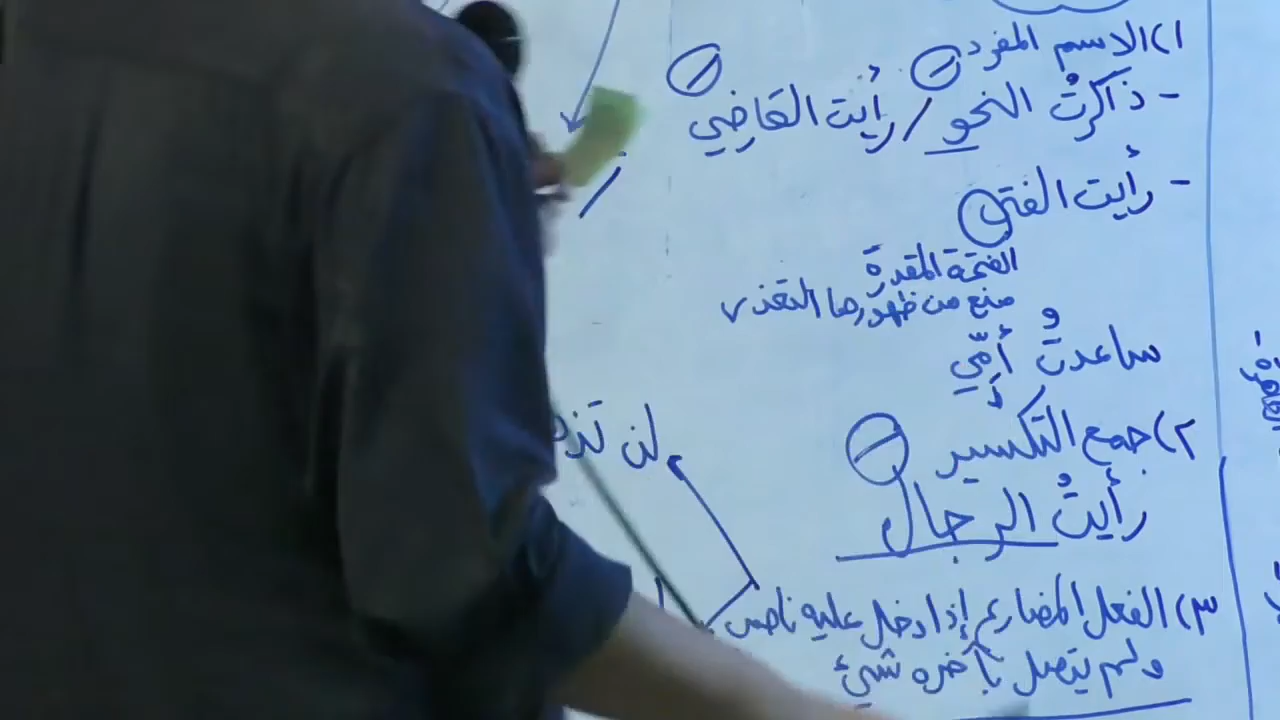 ١) الاسم المفرد
- ذاكرتُ النحو / رأيت القاضي
- رأيت الفتى
الفتحة المقدرة
منع من ظهورها التعذر
ساعدتُ أمِّي
٢) جمع التكسير
رأيتُ الرجال
٣) الفعل المضارع إذا دخل عليه ناصب
ولم يتصل بآخره شيئ
لن